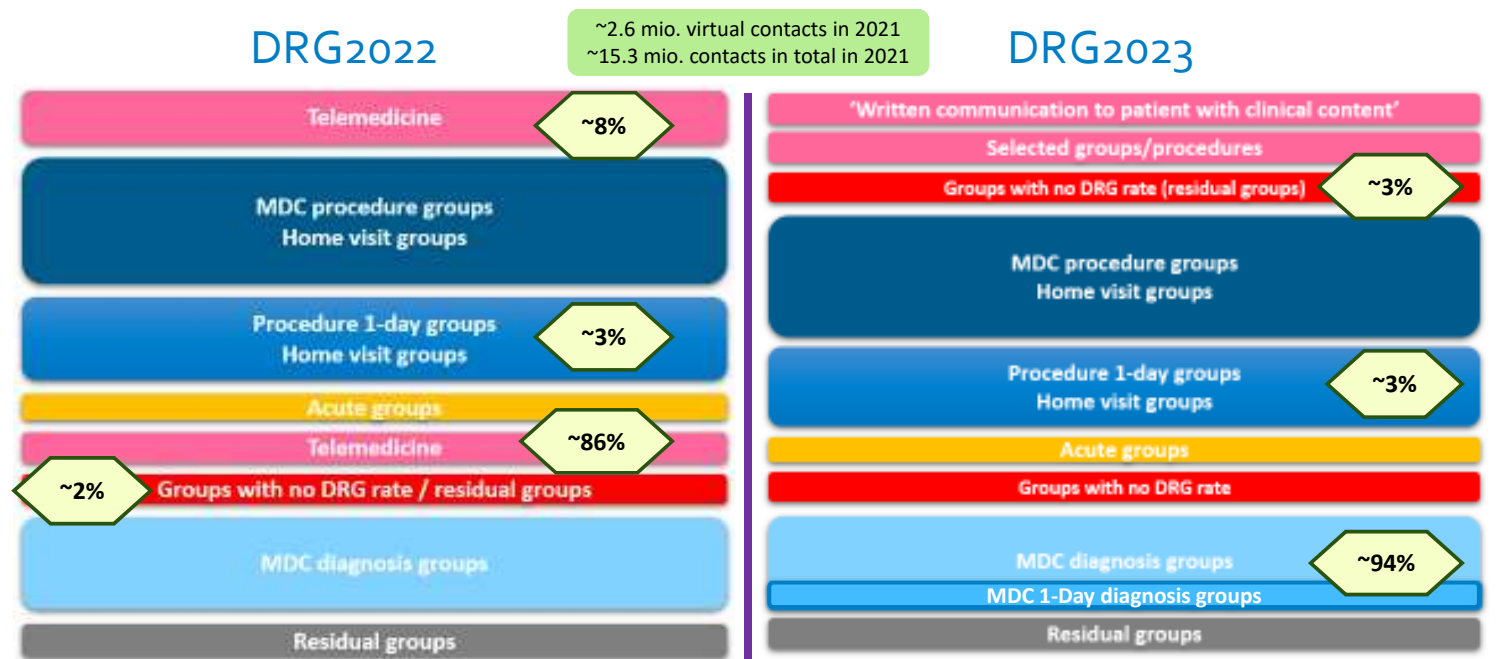 DRG2022
~2.6 mio. virtual contacts in 2021
~15.3 mio. contacts in total in 2021
DRG2023
Telemedicine
~8%
MDC procedure groups
Home visit groups
Procedure 1-day groups
Home visit groups
~3%
Acute groups
Telemedicine
~86%
~2%
Groups with no DRG rate / residual groups
MDC diagnosis groups
Residual groups
'Written communication to patient with clinical content'
Selected groups/procedures
Groups with no DRG rate (residual groups)
~3%
MDC procedure groups
Home visit groups
Procedure 1-day groups
Home visit groups
~3%
Acute groups
Groups with no DRG rate
MDC diagnosis groups
~94%
MDC 1-Day diagnosis groups
Residual groups